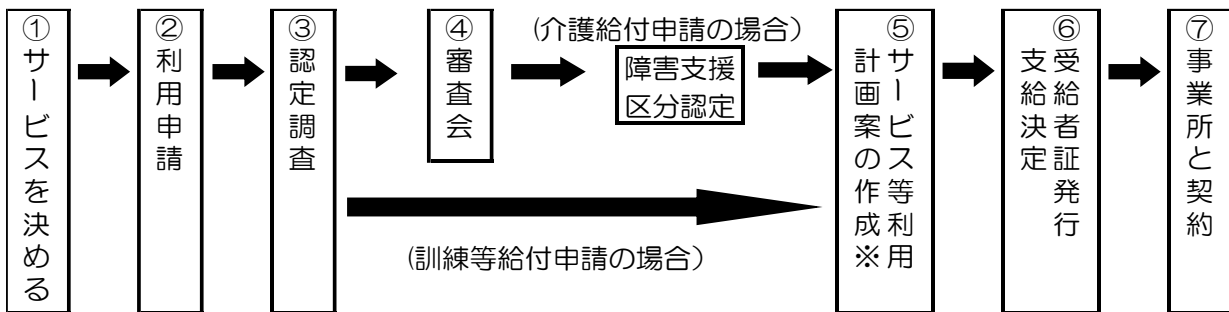 ①サービスを決める
②利用申請
③認定調査
④審査会
(介護給付申請の場合)
障害支援
区分認定
(訓練等給付申請の場合)
⑤サービス等利用
計画案の作成※
⑥受給者証発行
支給決定
⑦事業所と契約